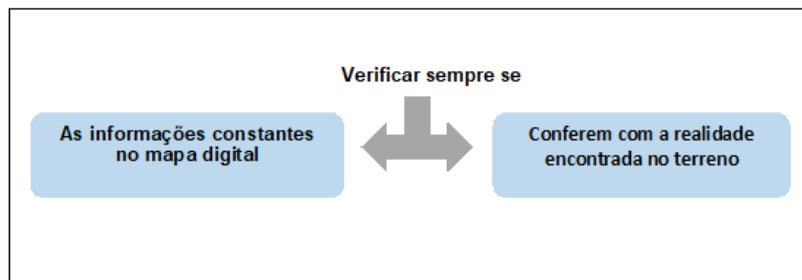 Verificar sempre se
As informações constantes
no mapa digital
Conferem com a realidade
encontrada no terreno